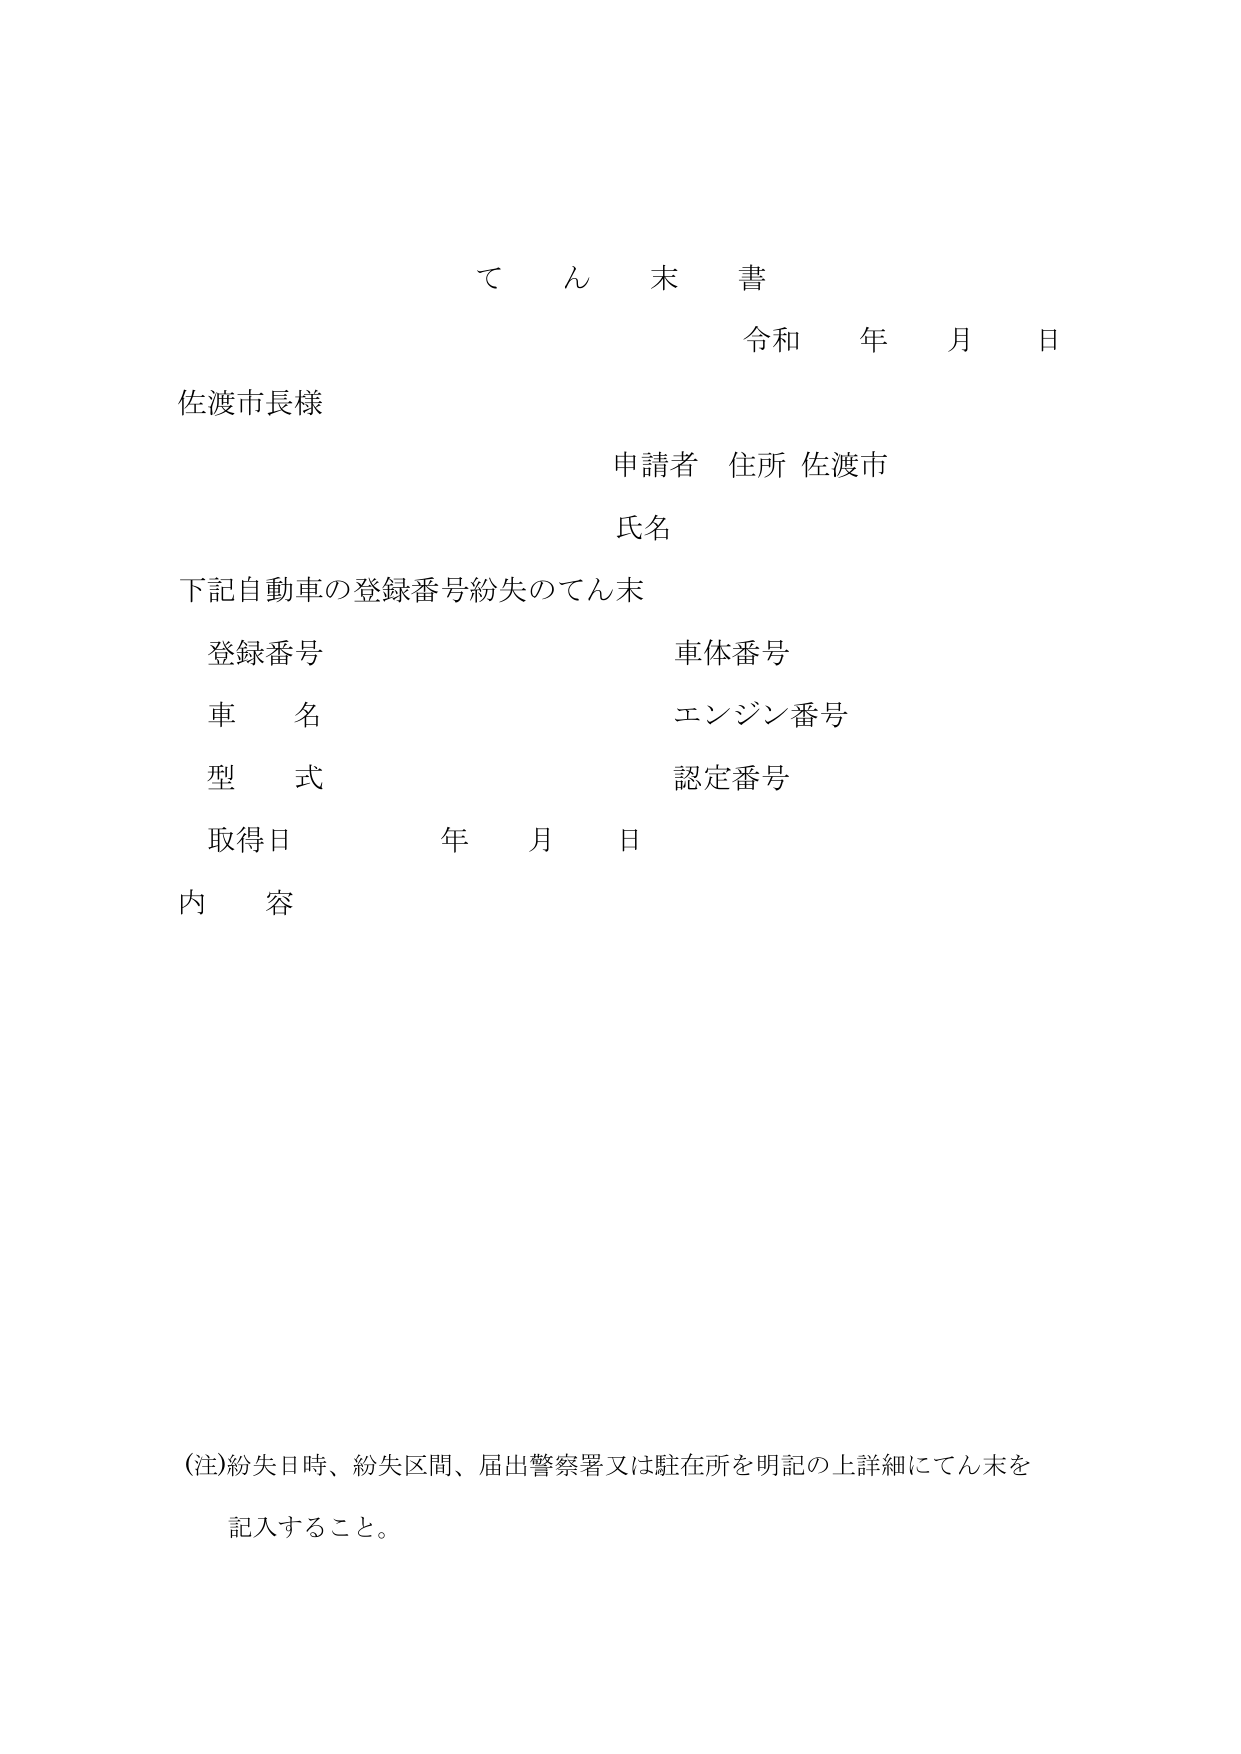 て　ん　末　書
令和　　年　　月　　日
佐渡市長様
申請者　住所 佐渡市
氏名
下記自動車の登録番号紛失のてん末
登録番号　　　　　　　　　　　　車体番号
車　　名　　　　　　　　　　　　エンジン番号
型　　式　　　　　　　　　　　　認定番号
取得日　　　　　年　　月　　日
内　　容
(注)紛失日時、紛失区間、届出警察署又は駐在所を明記の上詳細にてん末を
記入すること。